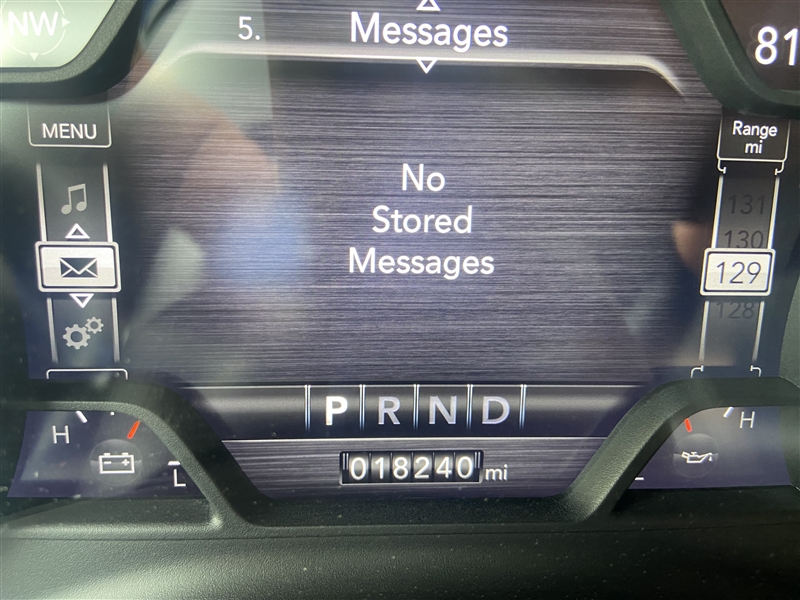 NW
5.
Messages
81
MENU
Range
mi
No
Stored
Messages
131
130
129
128
P R N D
H
L
018240 mi
H